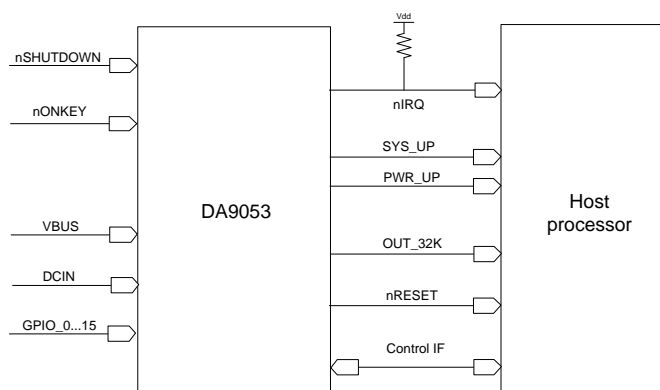 Vdd
nSHUTDOWN
nIRQ
nONKEY
SYS_UP
PWR_UP
DA9053
Host
processor
VBUS
OUT_32K
DCIN
nRESET
GPIO_0...15
Control IF